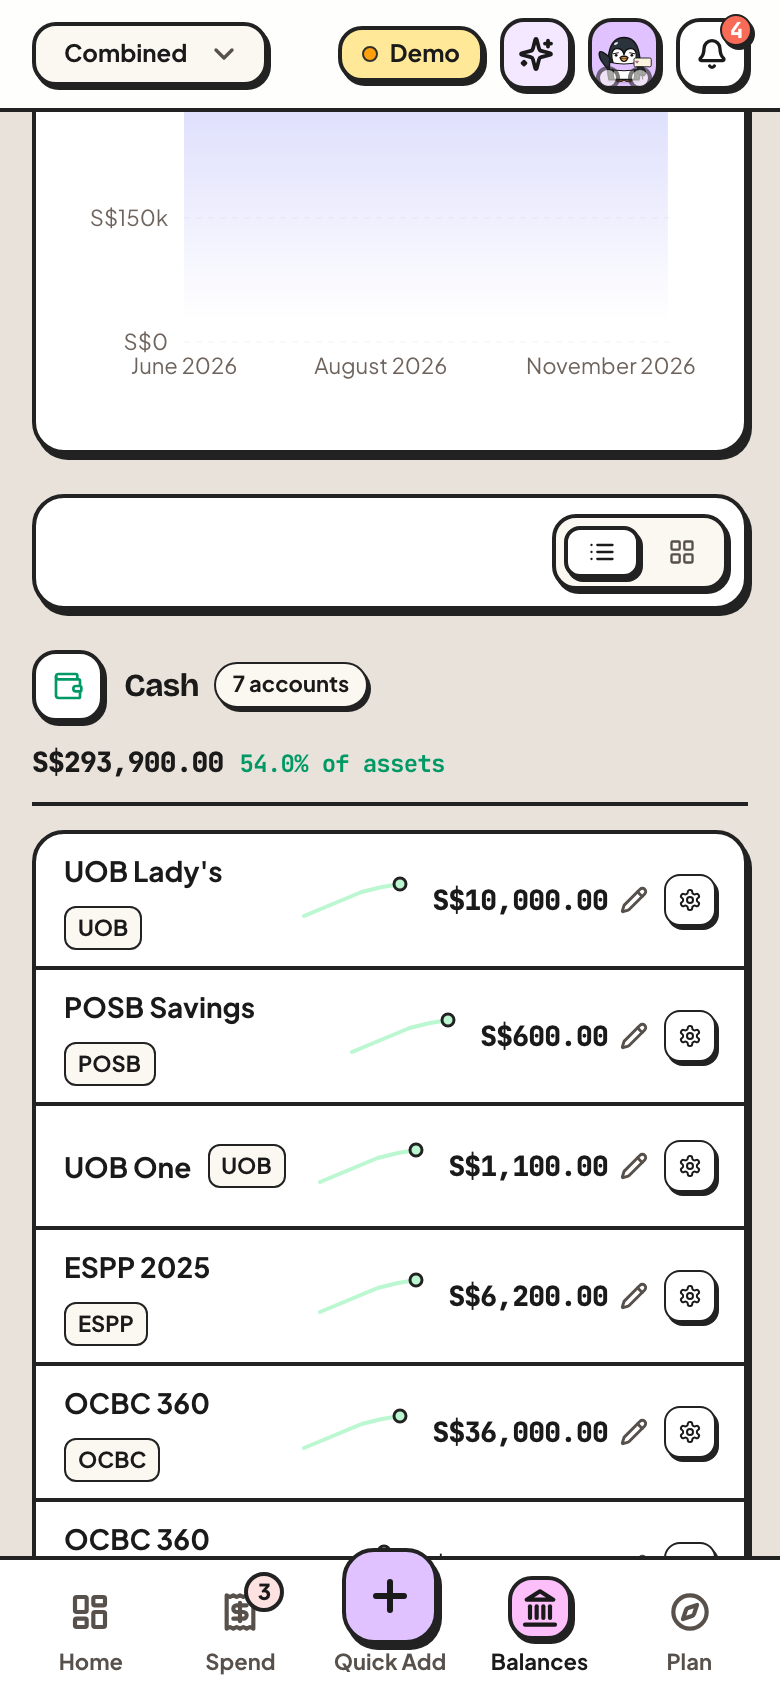 Combined
Demo
4
S$150k
S$0
June 2026 August 2026 November 2026
Cash 7 accounts
S$293,900.00 54.0% of assets
UOB Lady's
UOB
S$10,000.00
POSB Savings
POSB
S$600.00
UOB One UOB S$1,100.00
ESPP 2025
ESPP
S$6,200.00
OCBC 360
OCBC
S$36,000.00
OCBC 360
3
Home Spend Quick Add Balances Plan